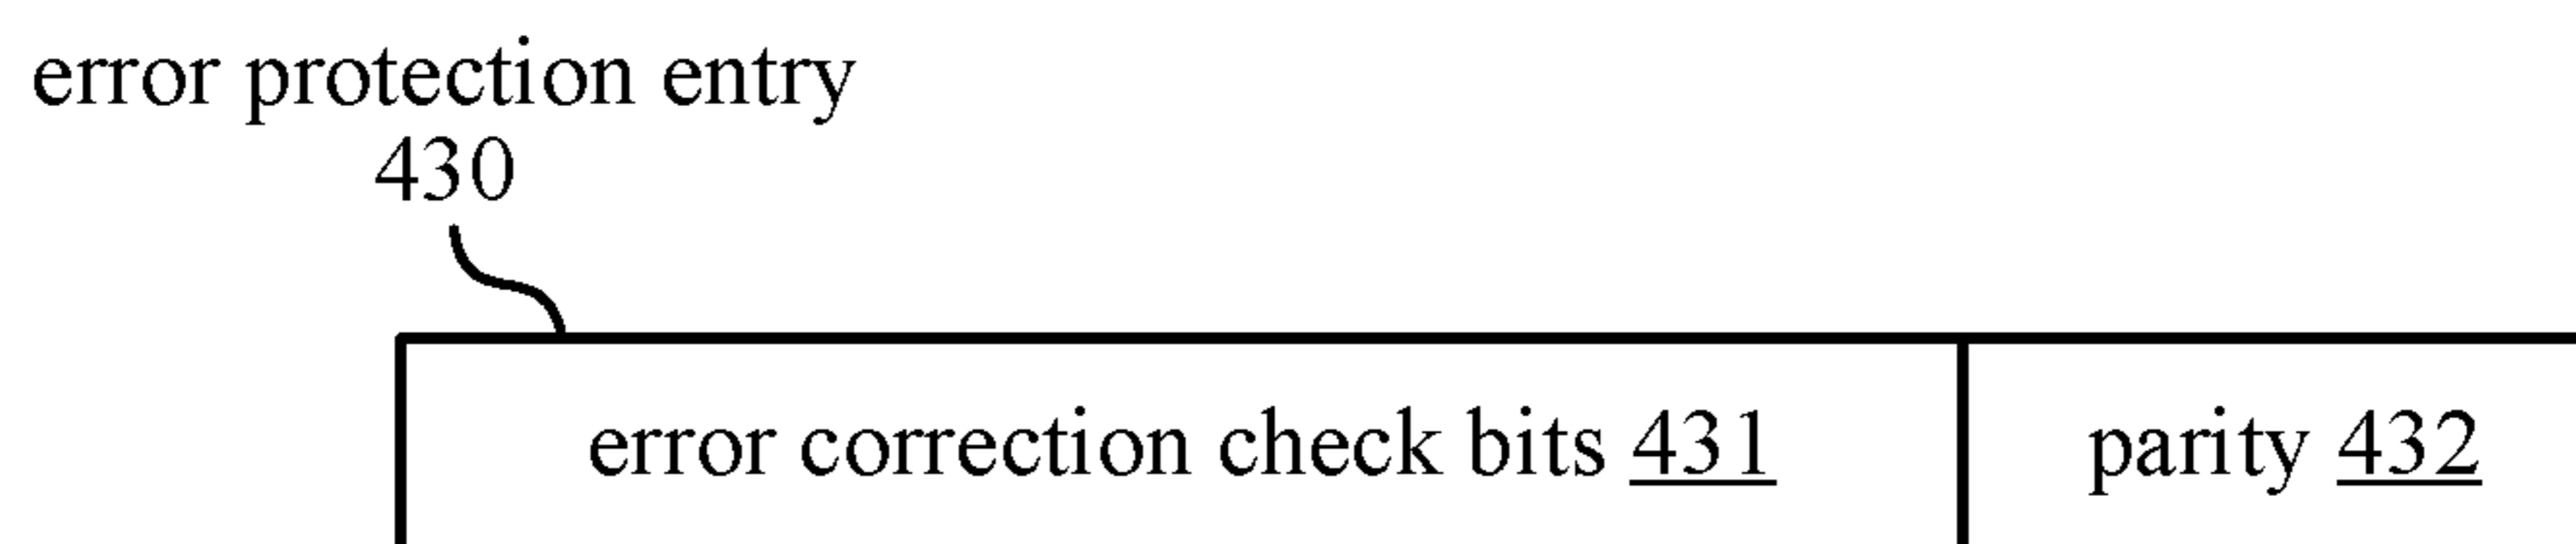 error protection entry
430
error correction check bits 431
parity 432